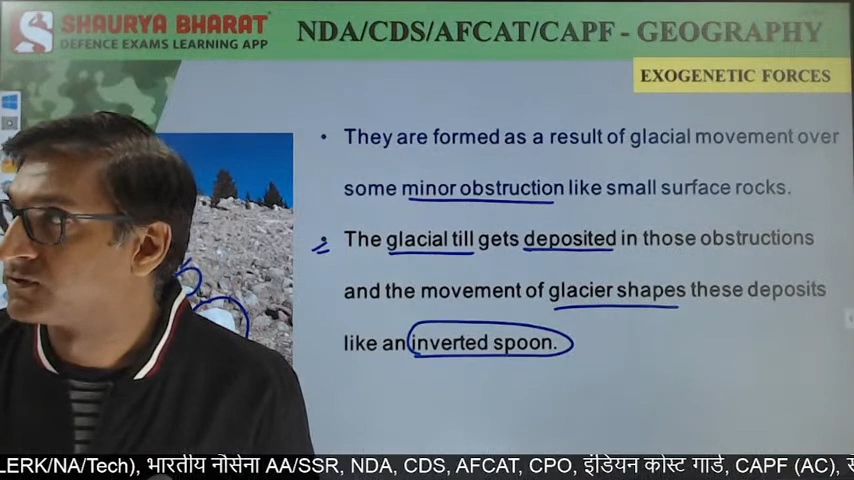 SHAURYA BHARAT
DEFENCE EXAMS LEARNING APP
NDA/CDS/AFCAT/CAPF - GEOGRAPHY
EXOGENETIC FORCES
• They are formed as a result of glacial movement over
some minor obstruction like small surface rocks.
• The glacial till gets deposited in those obstructions
and the movement of glacier shapes these deposits
like an inverted spoon.
LERK/NA/Tech), भारतीय नौसेना AA/SSR, NDA, CDS, AFCAT, CPO, इंडियन कोस्ट गार्ड, CAPF (AC),